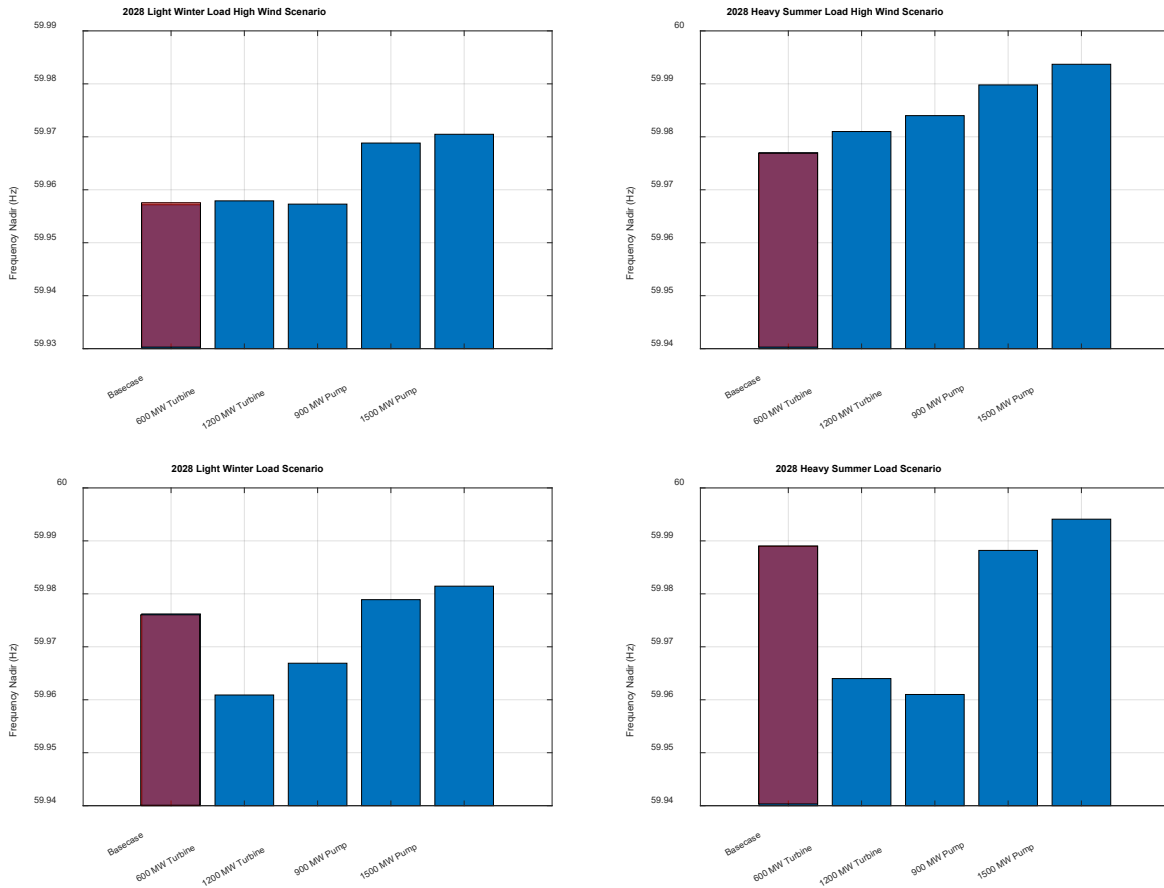 2028 Light Winter Load High Wind Scenario
59.99
59.98
59.97
59.96
59.95
59.94
59.93
Frequency Nadir (Hz)
Basecase
600 MW Turbine
1200 MW Turbine
900 MW Pump
1500 MW Pump
2028 Heavy Summer Load High Wind Scenario
60
59.99
59.98
59.97
59.96
59.95
59.94
Frequency Nadir (Hz)
Basecase
600 MW Turbine
1200 MW Turbine
900 MW Pump
1500 MW Pump
2028 Light Winter Load Scenario
60
59.99
59.98
59.97
59.96
59.95
59.94
Frequency Nadir (Hz)
Basecase
600 MW Turbine
1200 MW Turbine
900 MW Pump
1500 MW Pump
2028 Heavy Summer Load Scenario
60
59.99
59.98
59.97
59.96
59.95
59.94
Frequency Nadir (Hz)
Basecase
600 MW Turbine
1200 MW Turbine
900 MW Pump
1500 MW Pump